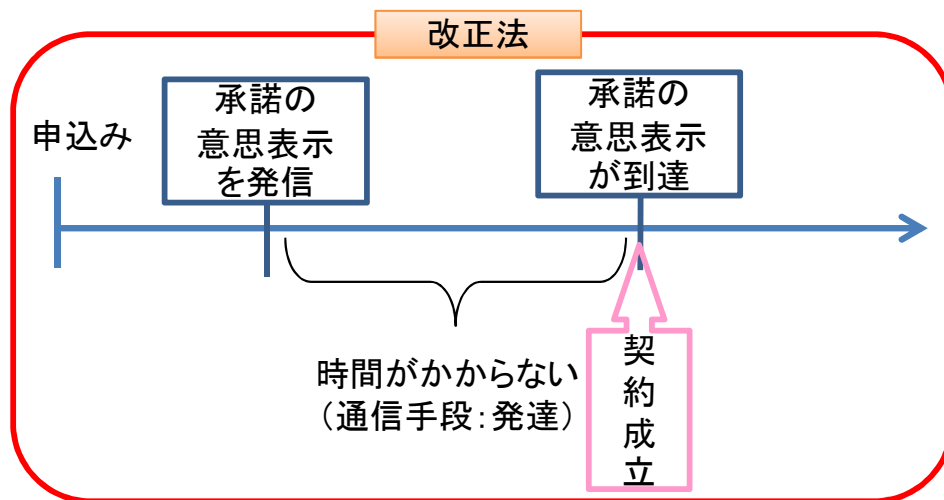 改正法
申込み
承諾の
意思表示
を発信
承諾の
意思表示
が到達
時間がかからない
（通信手段：発達）
契
約
成
立